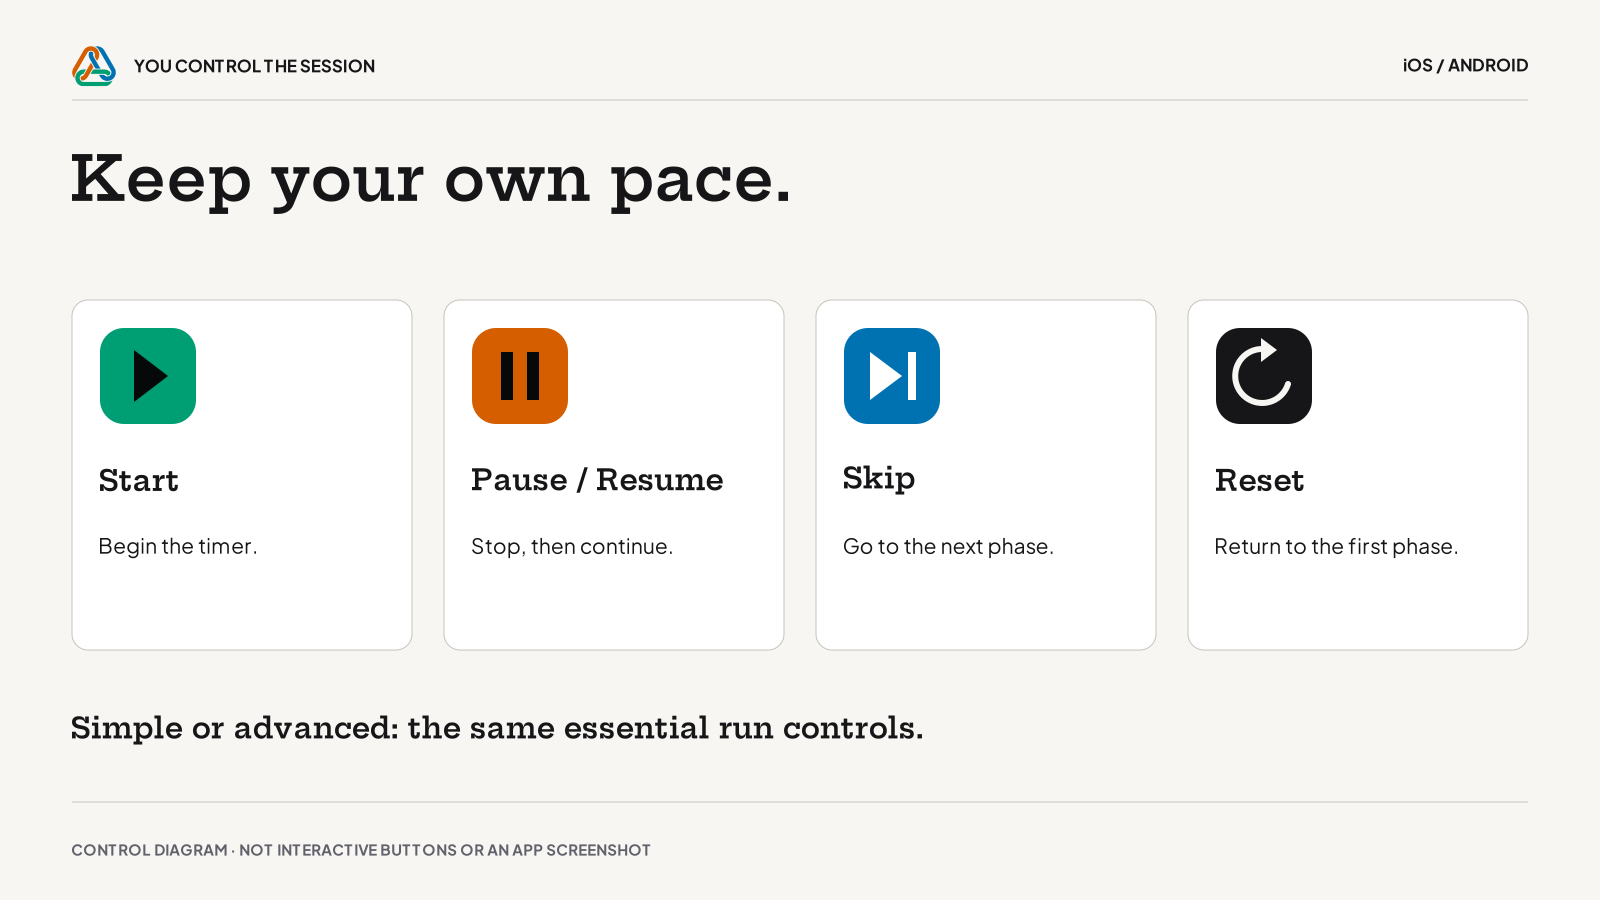 YOU CONTROL THE SESSION
iOS / ANDROID
Keep your own pace.
Start
Begin the timer.
Pause / Resume
Stop, then continue.
Skip
Go to the next phase.
Reset
Return to the first phase.
Simple or advanced: the same essential run controls.
CONTROL DIAGRAM · NOT INTERACTIVE BUTTONS OR AN APP SCREENSHOT